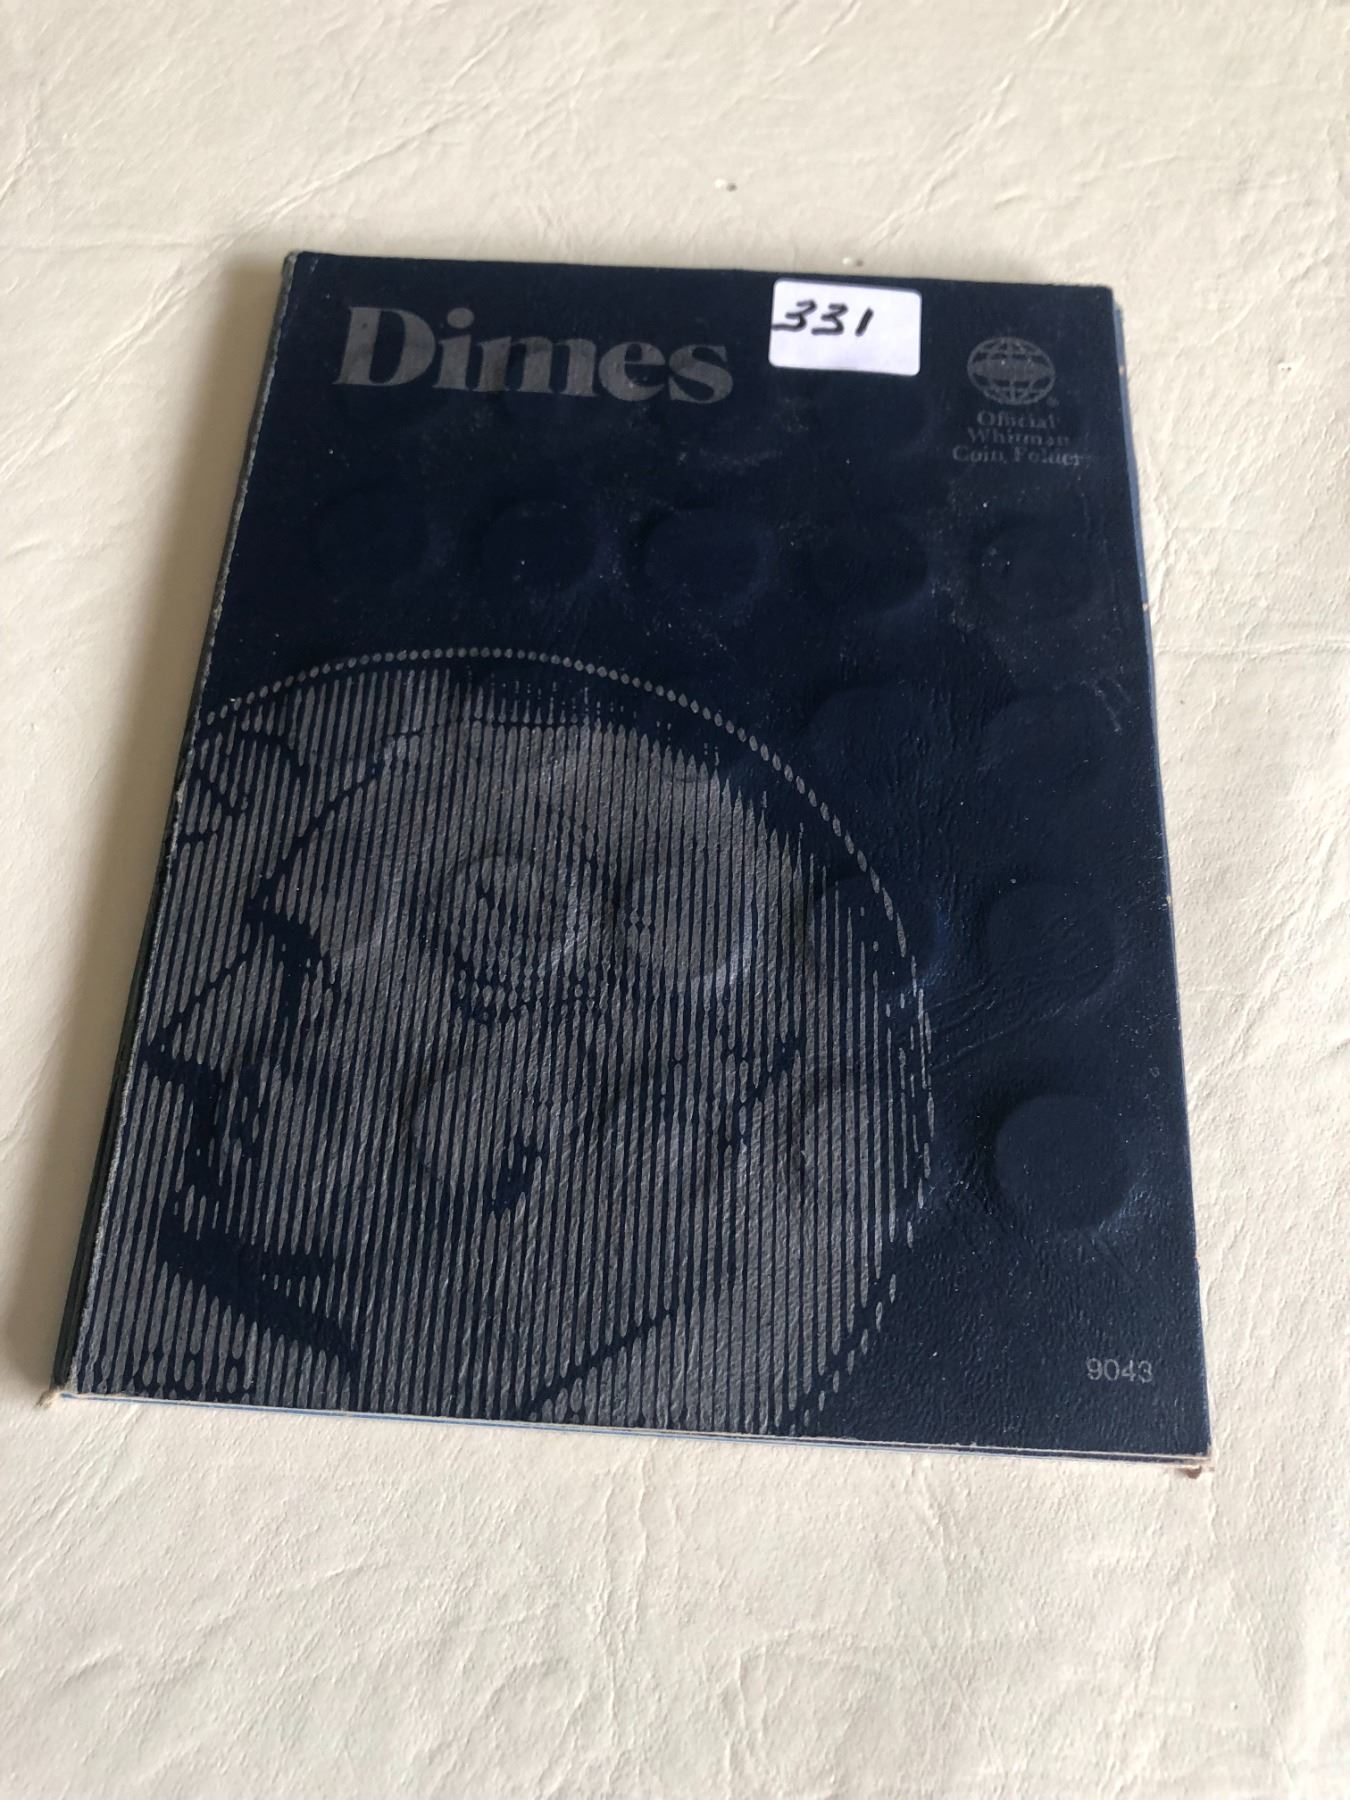 Dimes
331
Official
Whitman
Coin Folder
9043